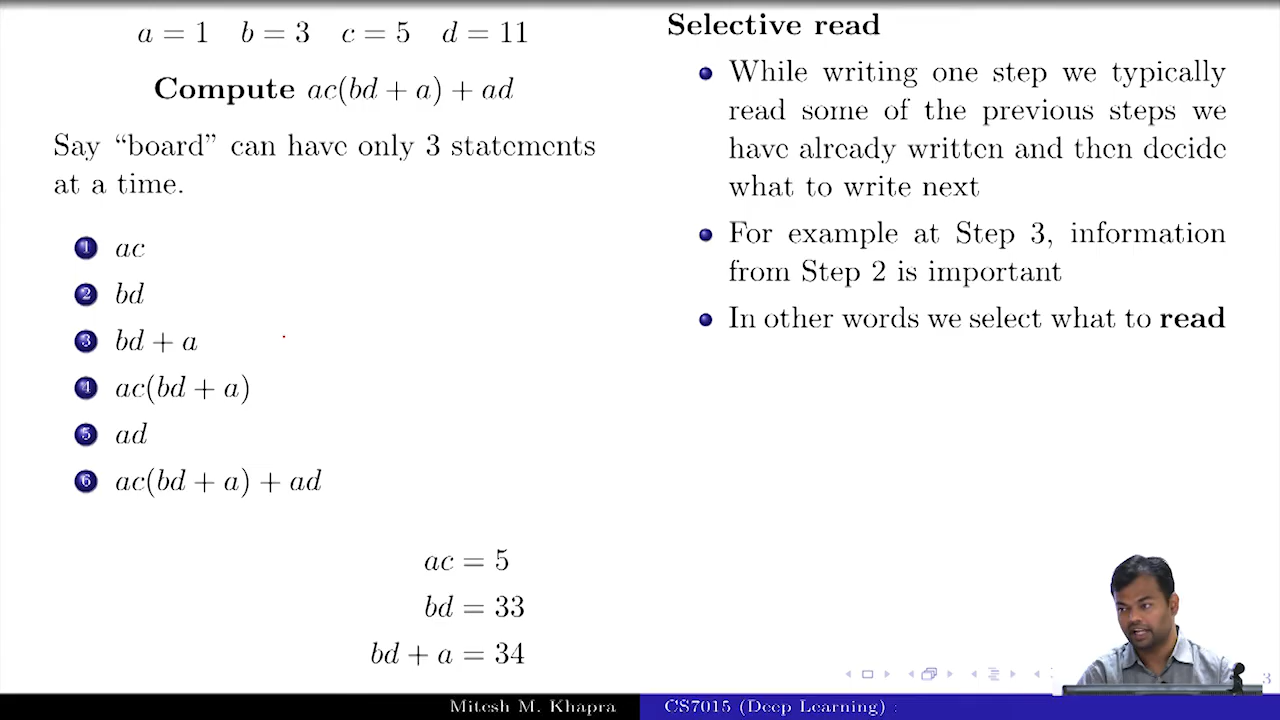 a = 1 b = 3 c = 5 d = 11
Compute ac(bd + a) + ad
Say “board” can have only 3 statements
at a time.
1 ac
2 bd
3 bd + a
4 ac(bd + a)
5 ad
6 ac(bd + a) + ad
ac = 5
bd = 33
bd + a = 34
Selective read
While writing one step we typically
read some of the previous steps we
have already written and then decide
what to write next
For example at Step 3, information
from Step 2 is important
In other words we select what to read
3
Mitesh M. Khapra
CS7015 (Deep Learning) :